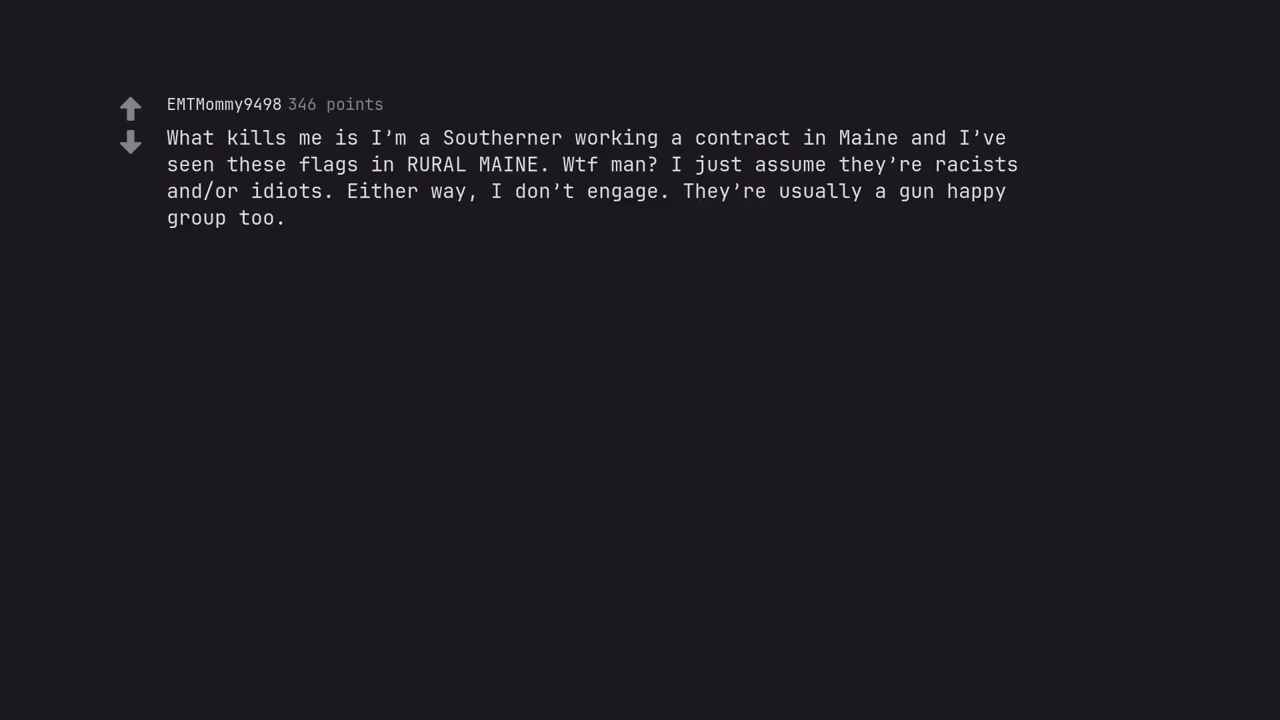 EMTMommy9498 346 points
What kills me is I’m a Southerner working a contract in Maine and I’ve
seen these flags in RURAL MAINE. Wtf man? I just assume they’re racists
and/or idiots. Either way, I don’t engage. They’re usually a gun happy
group too.